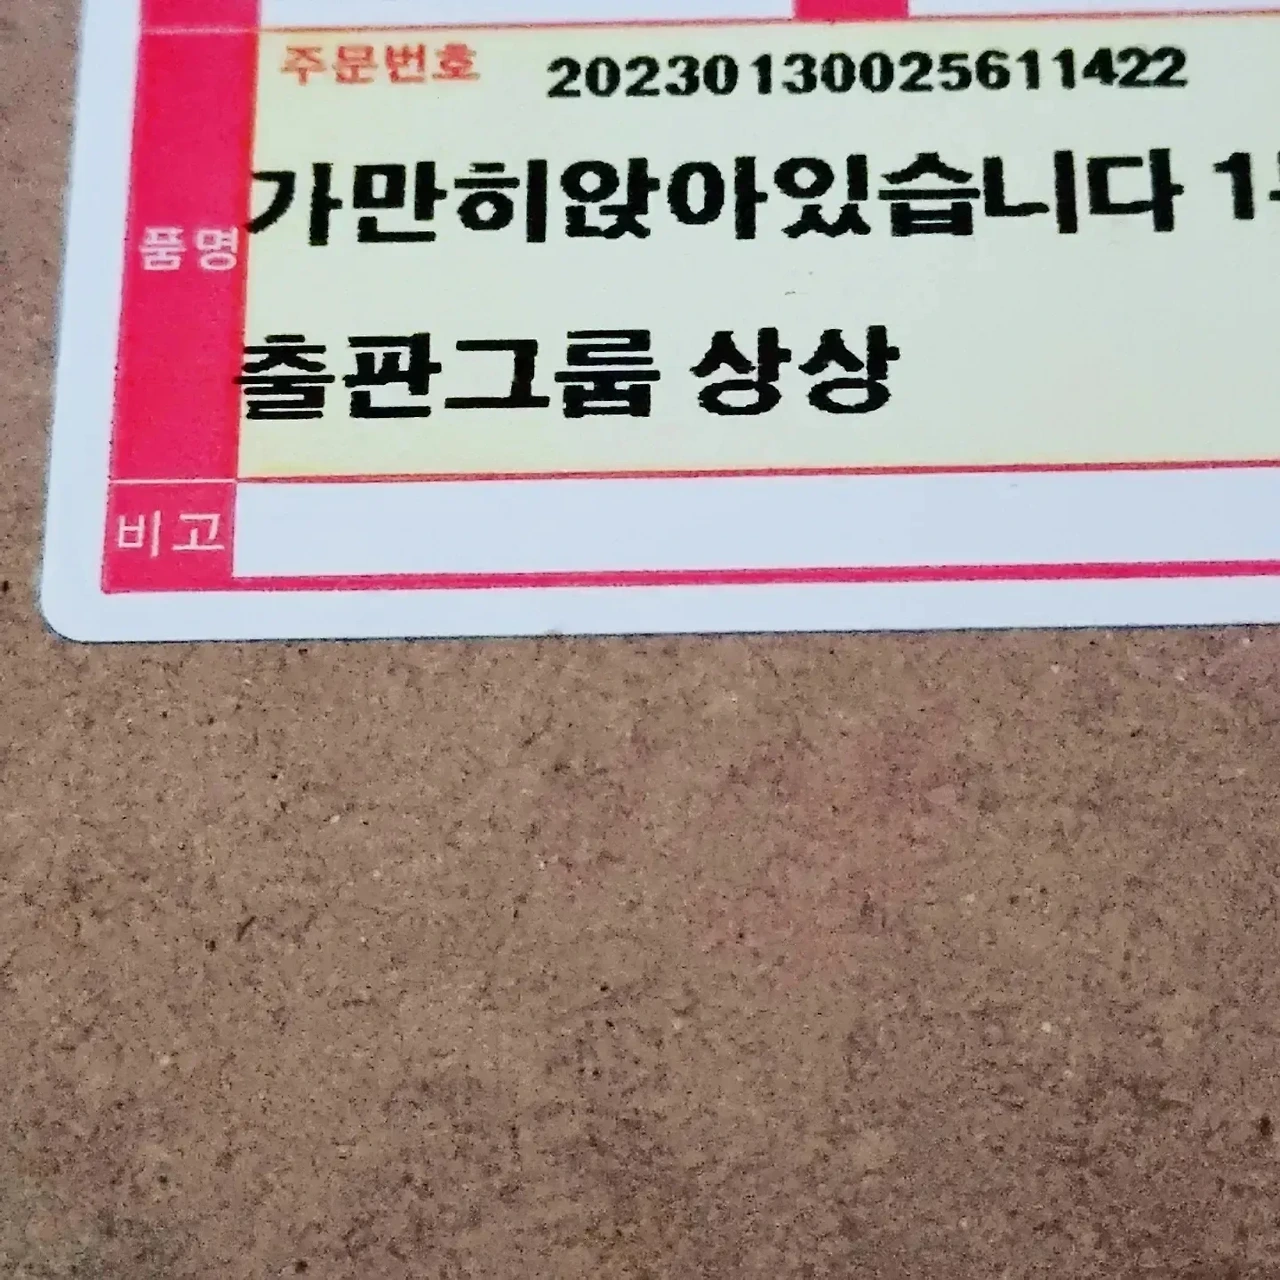 주문번호 20230130025611422
품명 가만히앉아있습니다 1
출판그룹 상상
비고